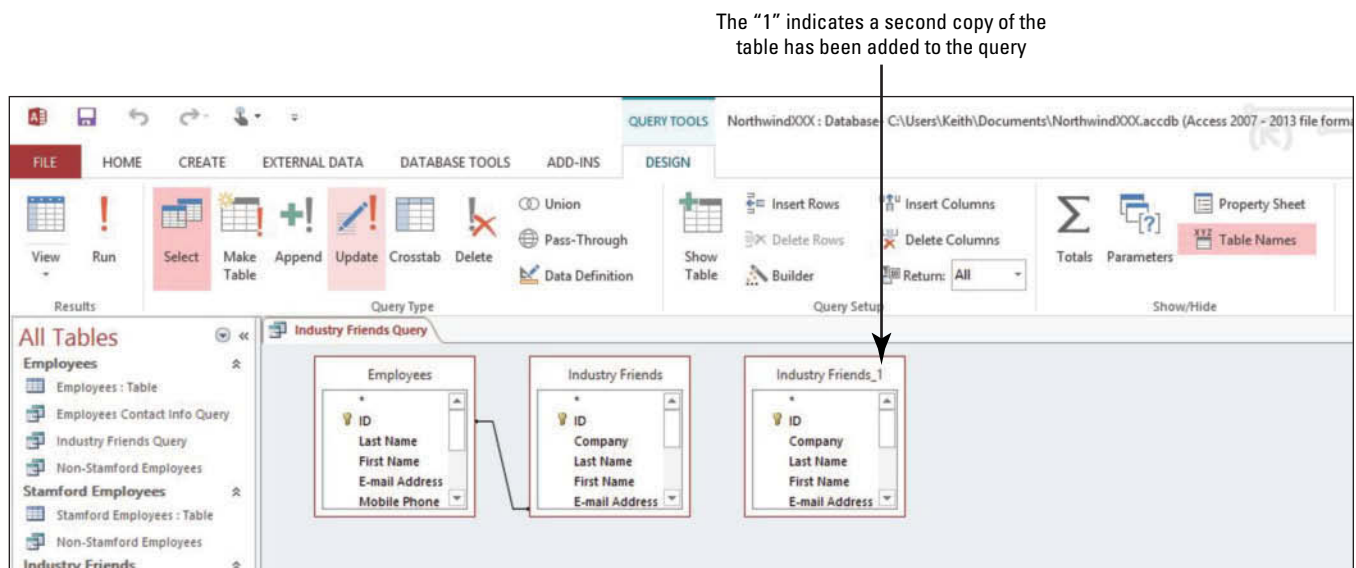 The “1” indicates a second copy of the
table has been added to the query
QUERY TOOLS
NorthwindXXX : Database- C:\Users\Keith\Documents\NorthwindXXX.accdb (Access 2007 - 2013 file forma
FILE HOME CREATE EXTERNAL DATA DATABASE TOOLS ADD-INS DESIGN
View
Run
Select
Make
Table
Append
Update
Crosstab
Delete
Union
Pass-Through
Data Definition
Show
Table
Insert Rows
Delete Rows
Builder
Insert Columns
Delete Columns
Return: All
Totals
Parameters
Property Sheet
Table Names
Results
Query Type
Query Setup
Show/Hide
All Tables
Employees
Employees : Table
Employees Contact Info Query
Industry Friends Query
Non-Stamford Employees
Stamford Employees
Stamford Employees : Table
Non-Stamford Employees
Industry Friends
Industry Friends Query
Employees
*
ID
Last Name
First Name
E-mail Address
Mobile Phone
Industry Friends
*
ID
Company
Last Name
First Name
E-mail Address
Industry Friends_1
*
ID
Company
Last Name
First Name
E-mail Address